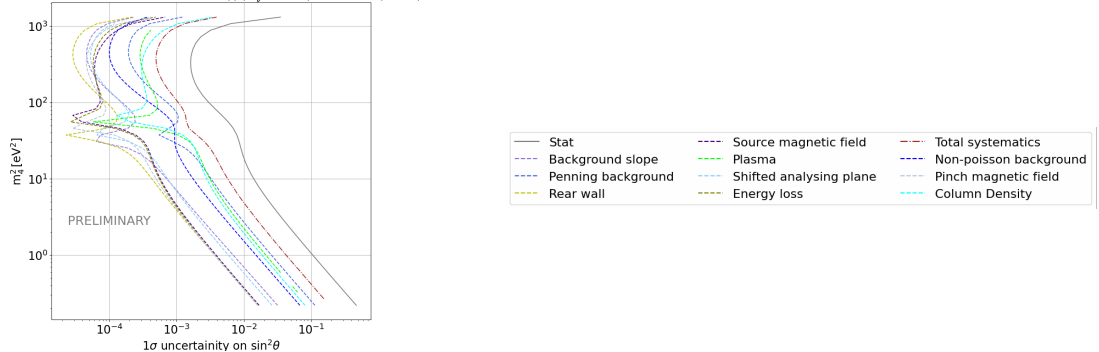 10³
10²
10¹
10⁰
m₄² [eV²]
PRELIMINARY
10⁻⁴
10⁻³
10⁻²
10⁻¹
1σ uncertainity on sin²θ
Stat
Background slope
Penning background
Rear wall
Source magnetic field
Plasma
Shifted analysing plane
Energy loss
Total systematics
Non-poisson background
Pinch magnetic field
Column Density